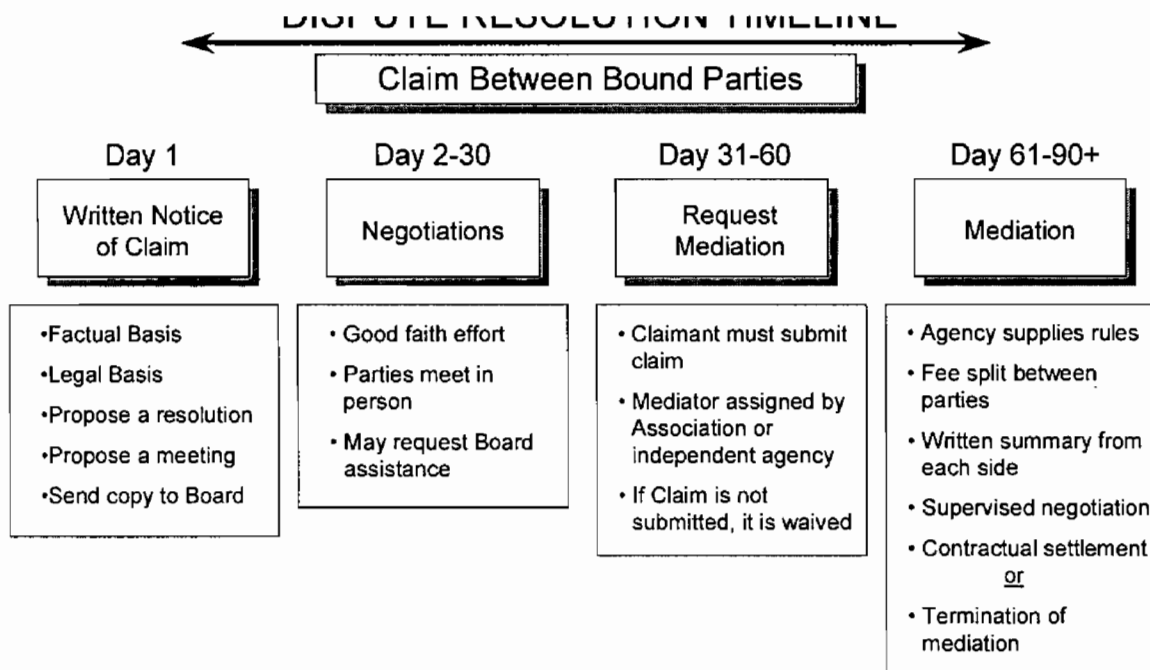 DISPUTE RESOLUTION TIMELINE
Claim Between Bound Parties
Day 1
Written Notice
of Claim
•Factual Basis
•Legal Basis
•Propose a resolution
•Propose a meeting
•Send copy to Board
Day 2-30
Negotiations
• Good faith effort
• Parties meet in
person
• May request Board
assistance
Day 31-60
Request
Mediation
• Claimant must submit
claim
• Mediator assigned by
Association or
independent agency
• If Claim is not
submitted, it is waived
Day 61-90+
Mediation
• Agency supplies rules
• Fee split between
parties
• Written summary from
each side
• Supervised negotiation
• Contractual settlement
or
• Termination of
mediation